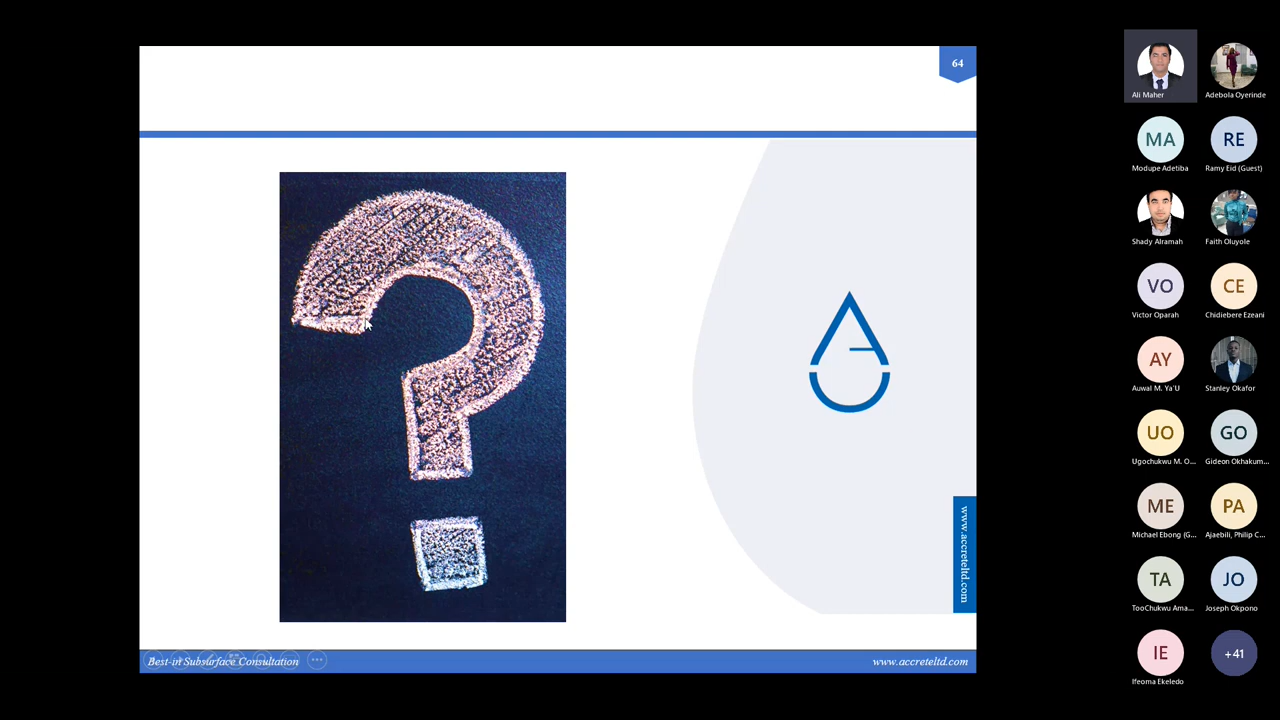 64
www.accreteltd.com
Best-in Subsurface Consultation
www.accreteltd.com
Ali Maher
Adebola Oyerinde
MA
RE
Modupe Adetiba
Ramy Eid (Guest)
Shady Alramah
Faith Oluyole
VO
CE
Victor Oparah
Chidiebere Ezeani
AY
Auwal M. Ya'U
Stanley Okafor
UO
GO
Ugochukwu M. O...
Gideon Okhakum...
ME
PA
Michael Ebong (G...
Ajaebili, Philip C...
TA
JO
TooChukwu Ama...
Joseph Okpono
IE
+41
Ifeoma Ekeledo